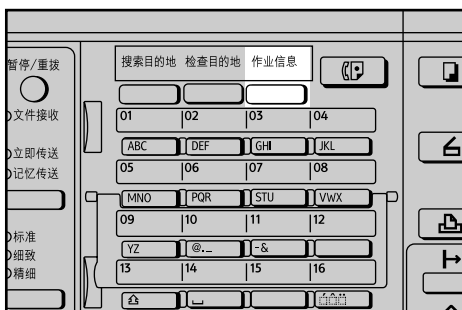 暂停/重拨
文件接收
立即传送
记忆传送
标准
细致
精细
搜索目的地 检查目的地 作业信息
01 02 03 04
ABC DEF GHI JKL
05 06 07 08
MNO PQR STU VWX
09 10 11 12
YZ @._ -&
13 14 15 16